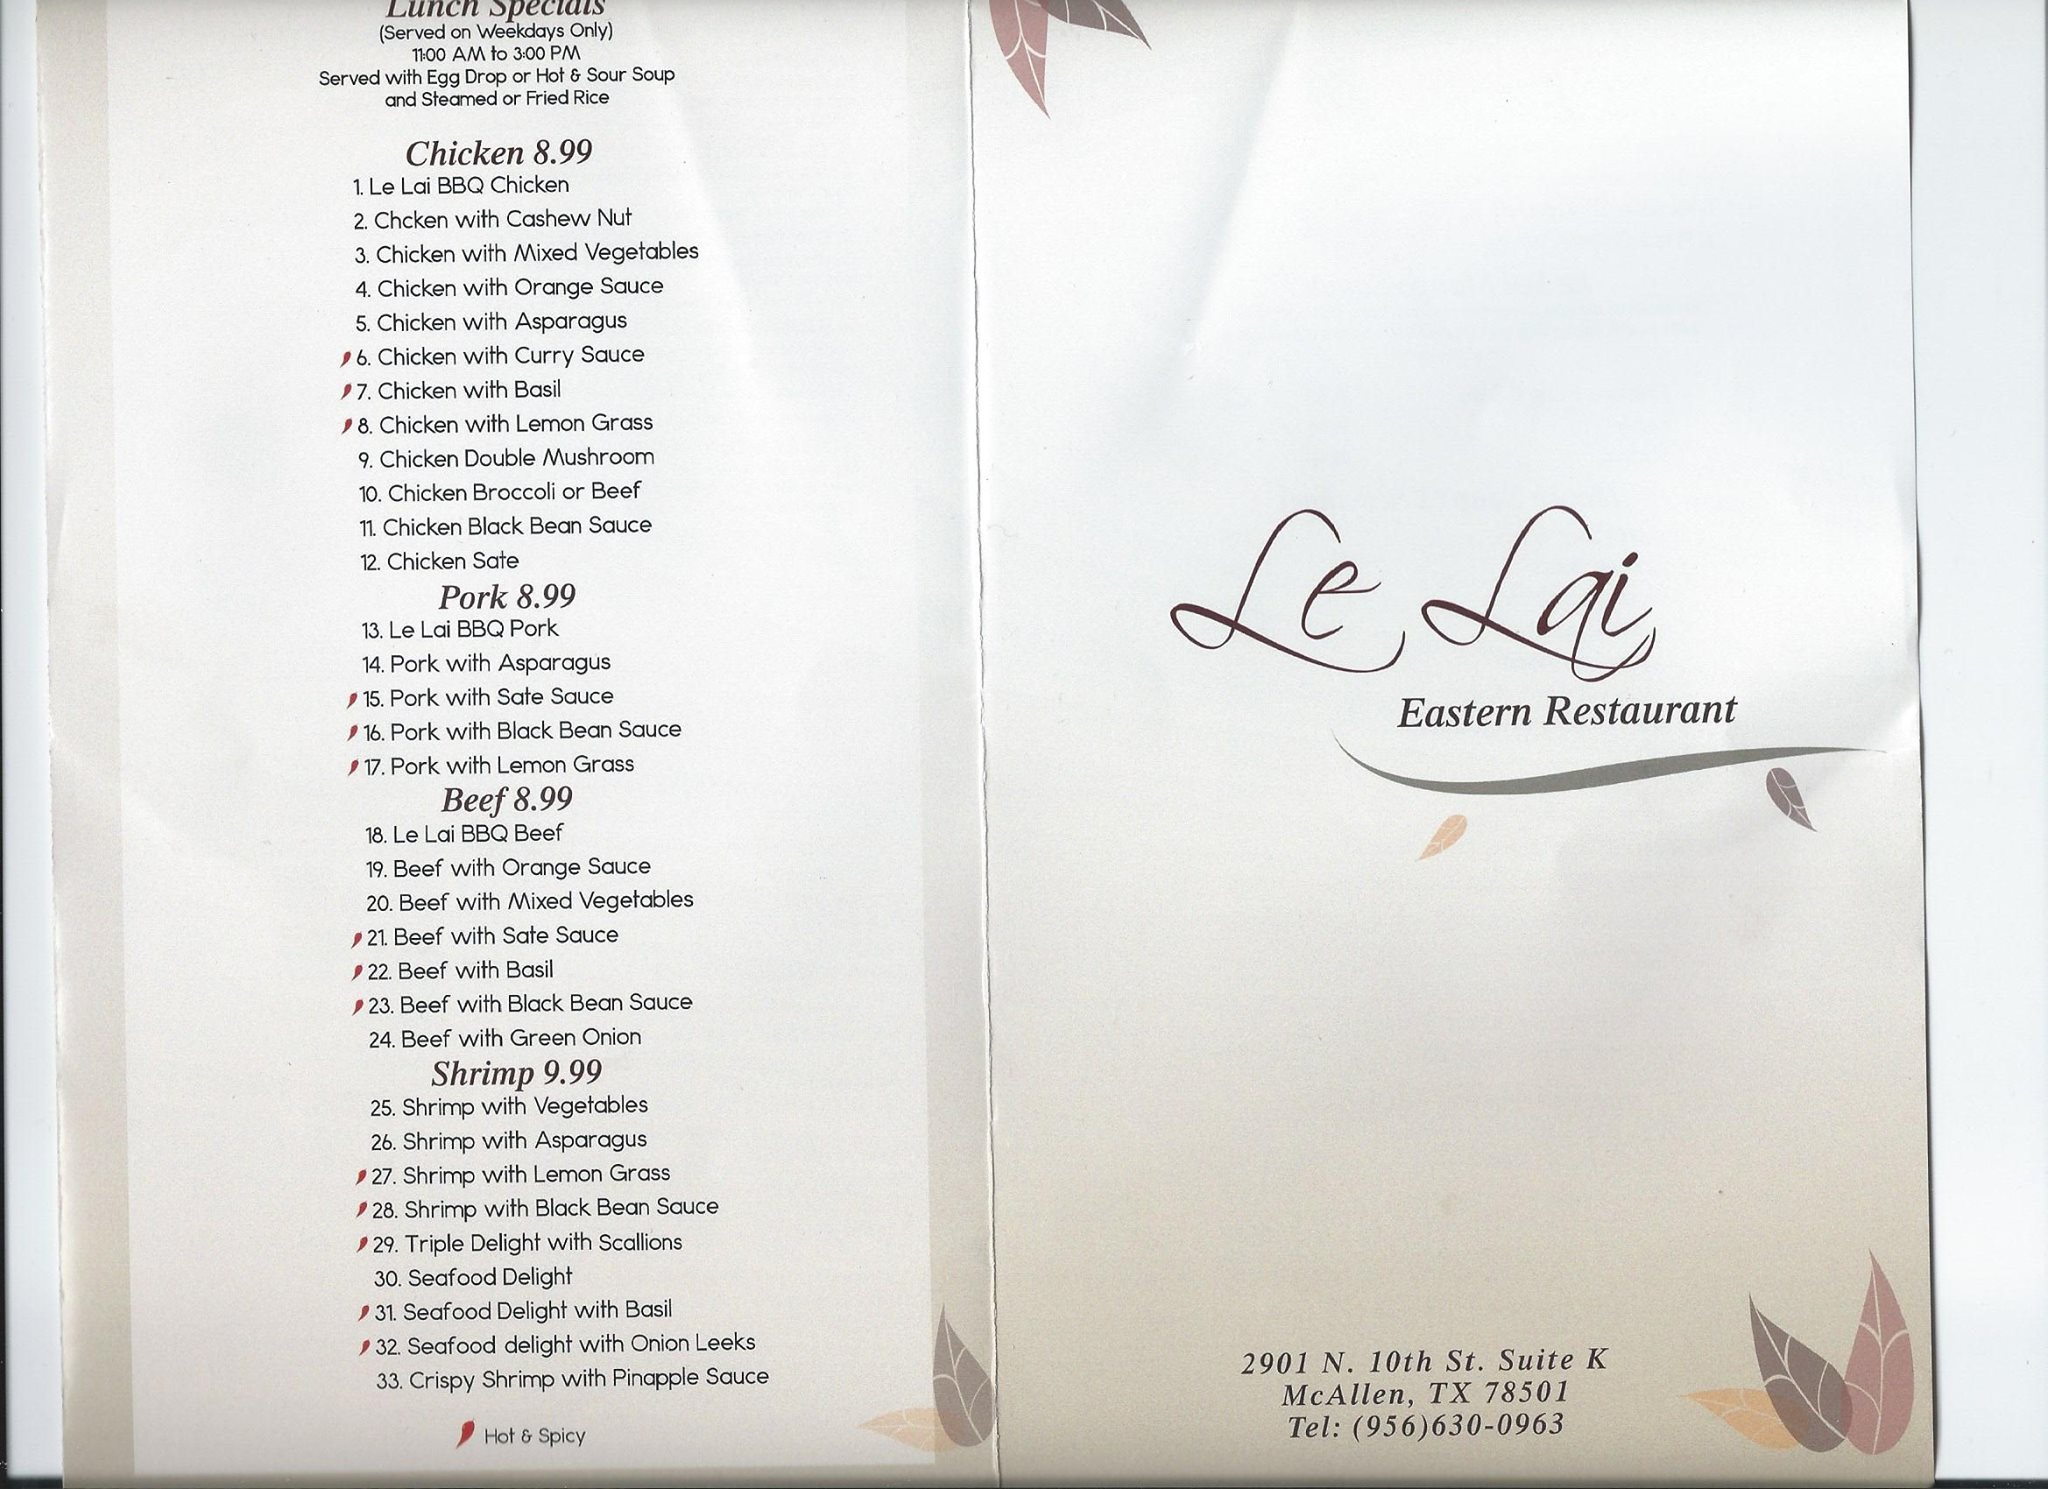 Lunch Specials
(Served on Weekdays Only)
11:00 AM to 3:00 PM
Served with Egg Drop or Hot & Sour Soup
and Steamed or Fried Rice
Chicken 8.99
1. Le Lai BBQ Chicken
2. Chcken with Cashew Nut
3. Chicken with Mixed Vegetables
4. Chicken with Orange Sauce
5. Chicken with Asparagus
6. Chicken with Curry Sauce
7. Chicken with Basil
8. Chicken with Lemon Grass
9. Chicken Double Mushroom
10. Chicken Broccoli or Beef
11. Chicken Black Bean Sauce
12. Chicken Sate
Pork 8.99
13. Le Lai BBQ Pork
14. Pork with Asparagus
15. Pork with Sate Sauce
16. Pork with Black Bean Sauce
17. Pork with Lemon Grass
Beef 8.99
18. Le Lai BBQ Beef
19. Beef with Orange Sauce
20. Beef with Mixed Vegetables
21. Beef with Sate Sauce
22. Beef with Basil
23. Beef with Black Bean Sauce
24. Beef with Green Onion
Shrimp 9.99
25. Shrimp with Vegetables
26. Shrimp with Asparagus
27. Shrimp with Lemon Grass
28. Shrimp with Black Bean Sauce
29. Triple Delight with Scallions
30. Seafood Delight
31. Seafood Delight with Basil
32. Seafood delight with Onion Leeks
33. Crispy Shrimp with Pinapple Sauce
Hot & Spicy
Le Lai
Eastern Restaurant
2901 N. 10th St. Suite K
McAllen, TX 78501
Tel: (956)630-0963